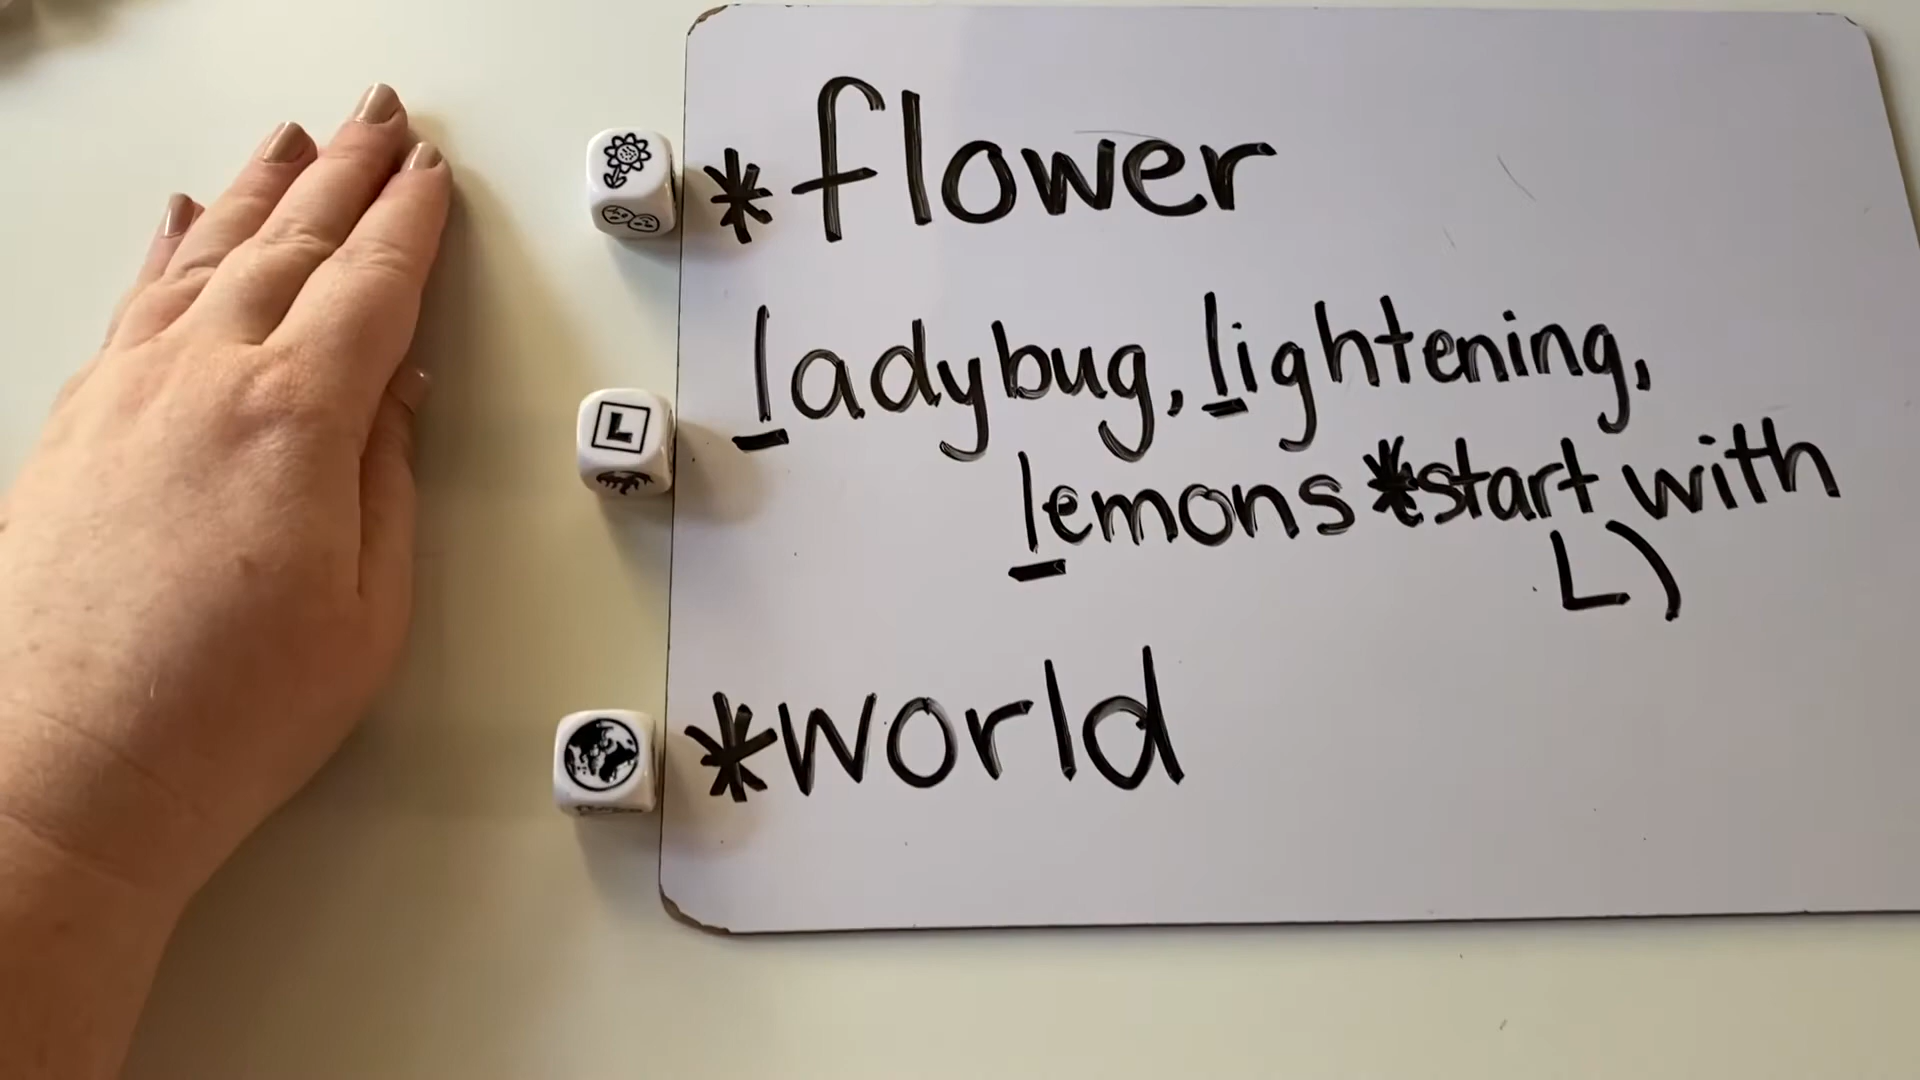 *flower
ladybug, lightening,
L
lemons *start with
L)
*world